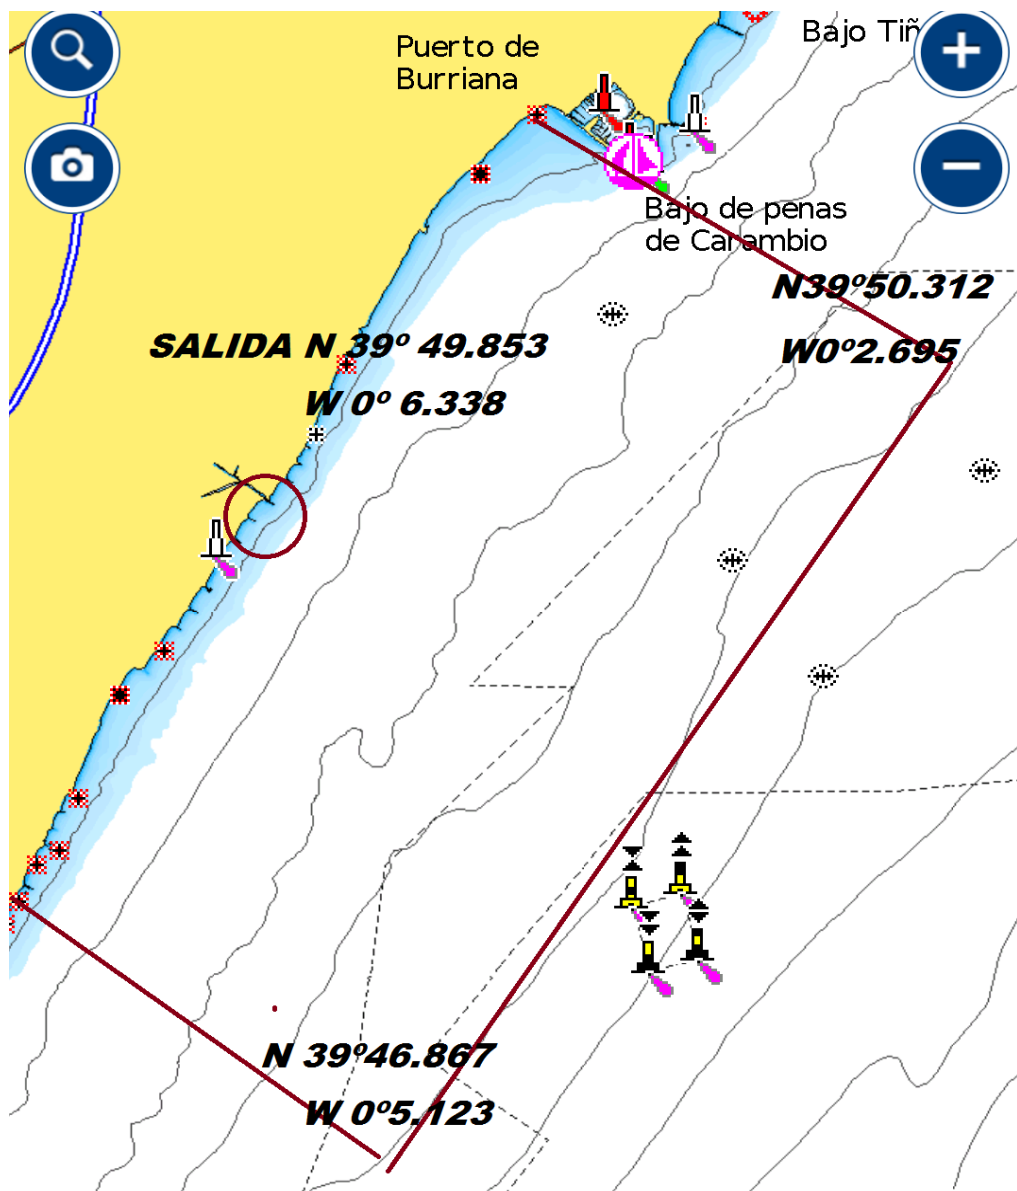 Bajo Tiñ
Puerto de
Burriana
Bajo de penas
de Carambio
N39º50.312
W0º2.695
SALIDA N 39º 49.853
W 0º 6.338
N 39º46.867
W 0º5.123